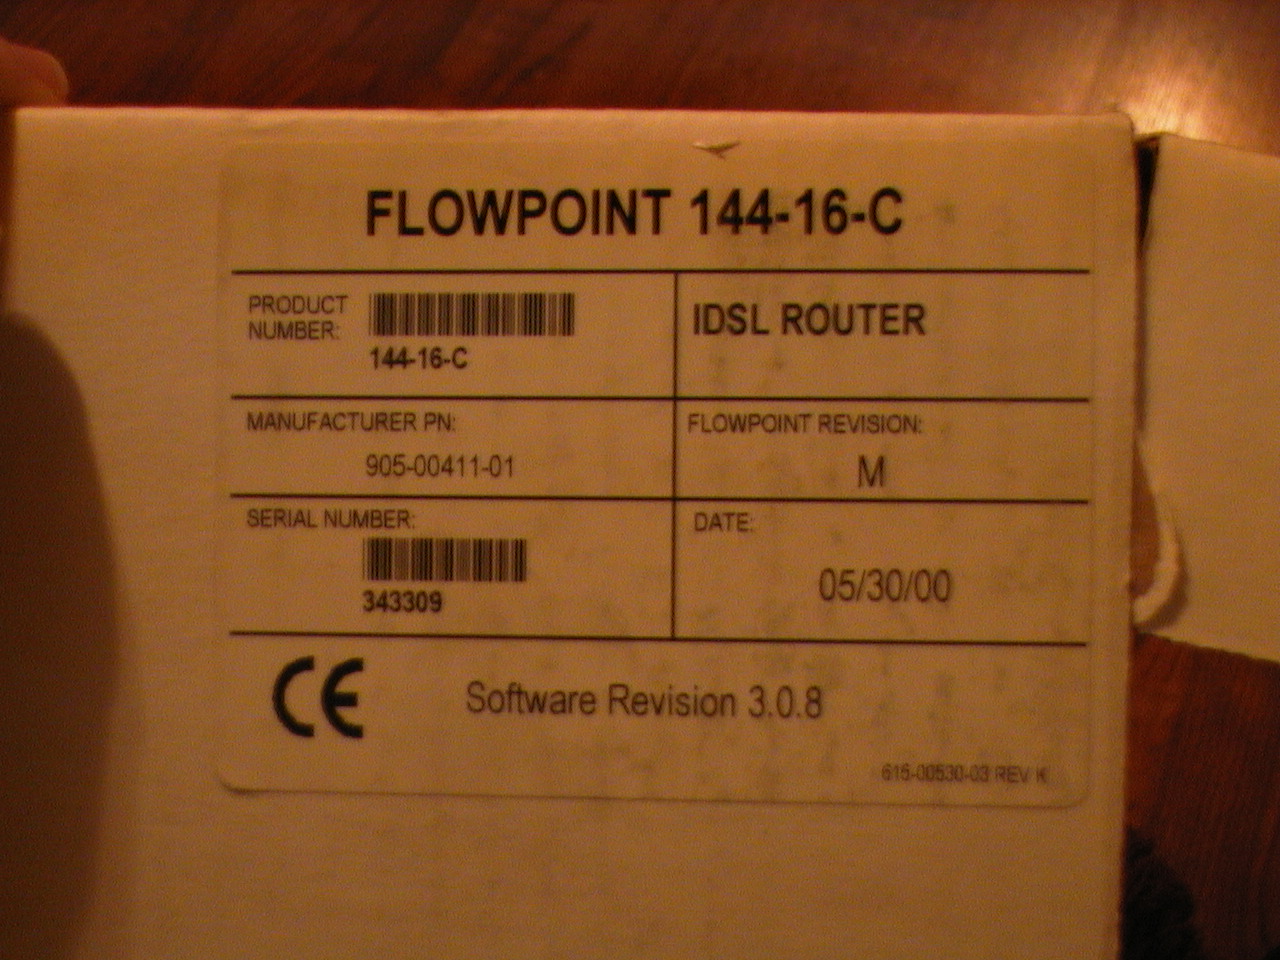 FLOWPOINT 144-16-C
PRODUCT
NUMBER:
144-16-C
IDSL ROUTER
MANUFACTURER PN:
905-00411-01
FLOWPOINT REVISION:
M
SERIAL NUMBER:
343309
DATE:
05/30/00
CE
Software Revision 3.0.8
615-00530-03 REV K